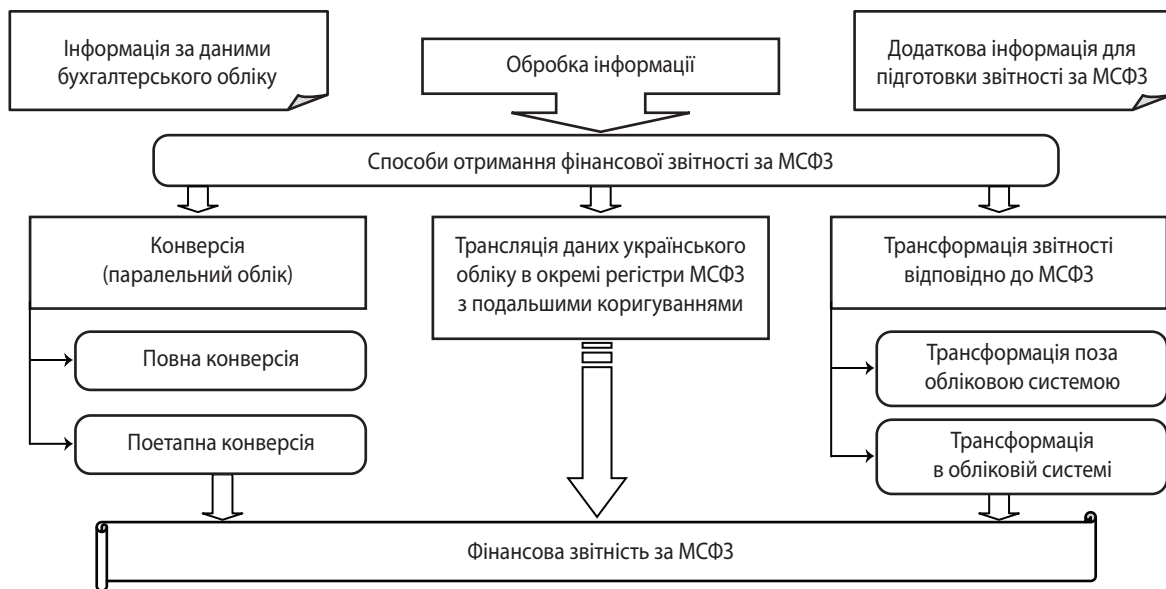 Інформація за даними
бухгалтерського обліку
Обробка інформації
Додаткова інформація для
підготовки звітності за МСФЗ
Способи отримання фінансової звітності за МСФЗ
Конверсія
(паралельний облік)
Трансляція даних українського
обліку в окремі регістри МСФЗ
з подальшими коригуваннями
Трансформація звітності
відповідно до МСФЗ
Повна конверсія
Поетапна конверсія
Трансформація поза
обліковою системою
Трансформація
в обліковій системі
Фінансова звітність за МСФЗ